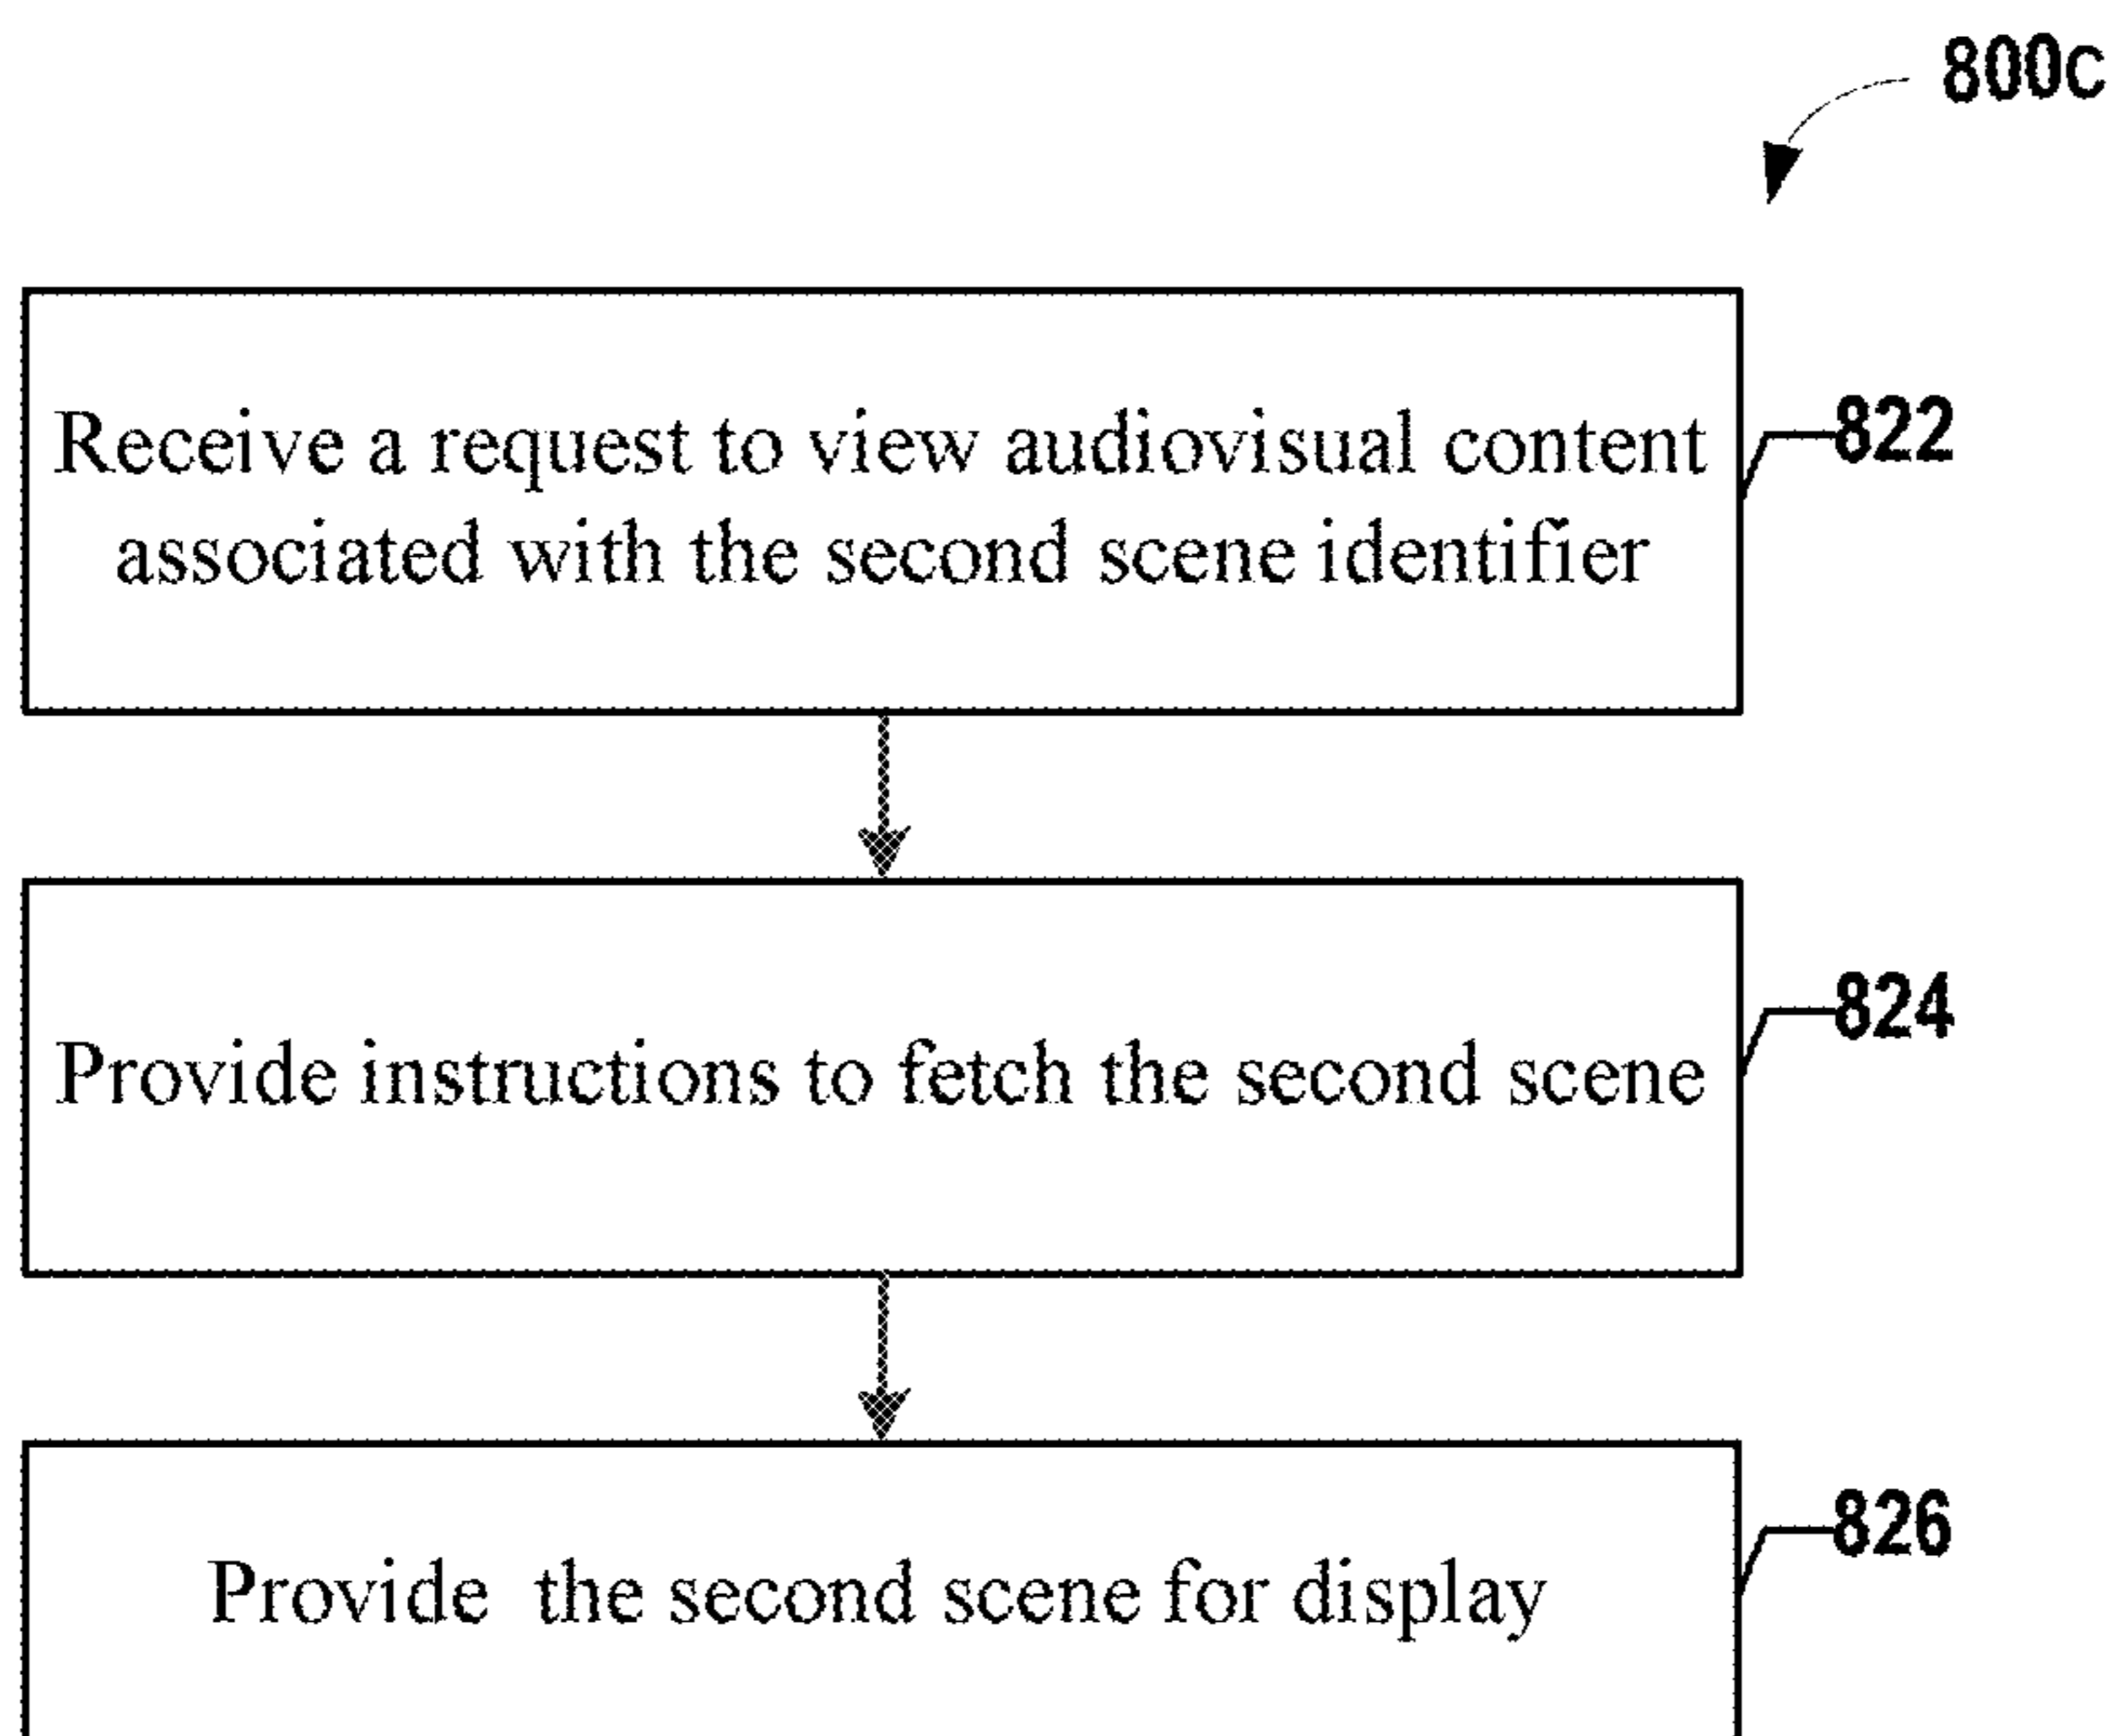 800C
Receive a request to view audiovisual content
associated with the second scene identifier
822
Provide instructions to fetch the second scene
824
Provide the second scene for display
826